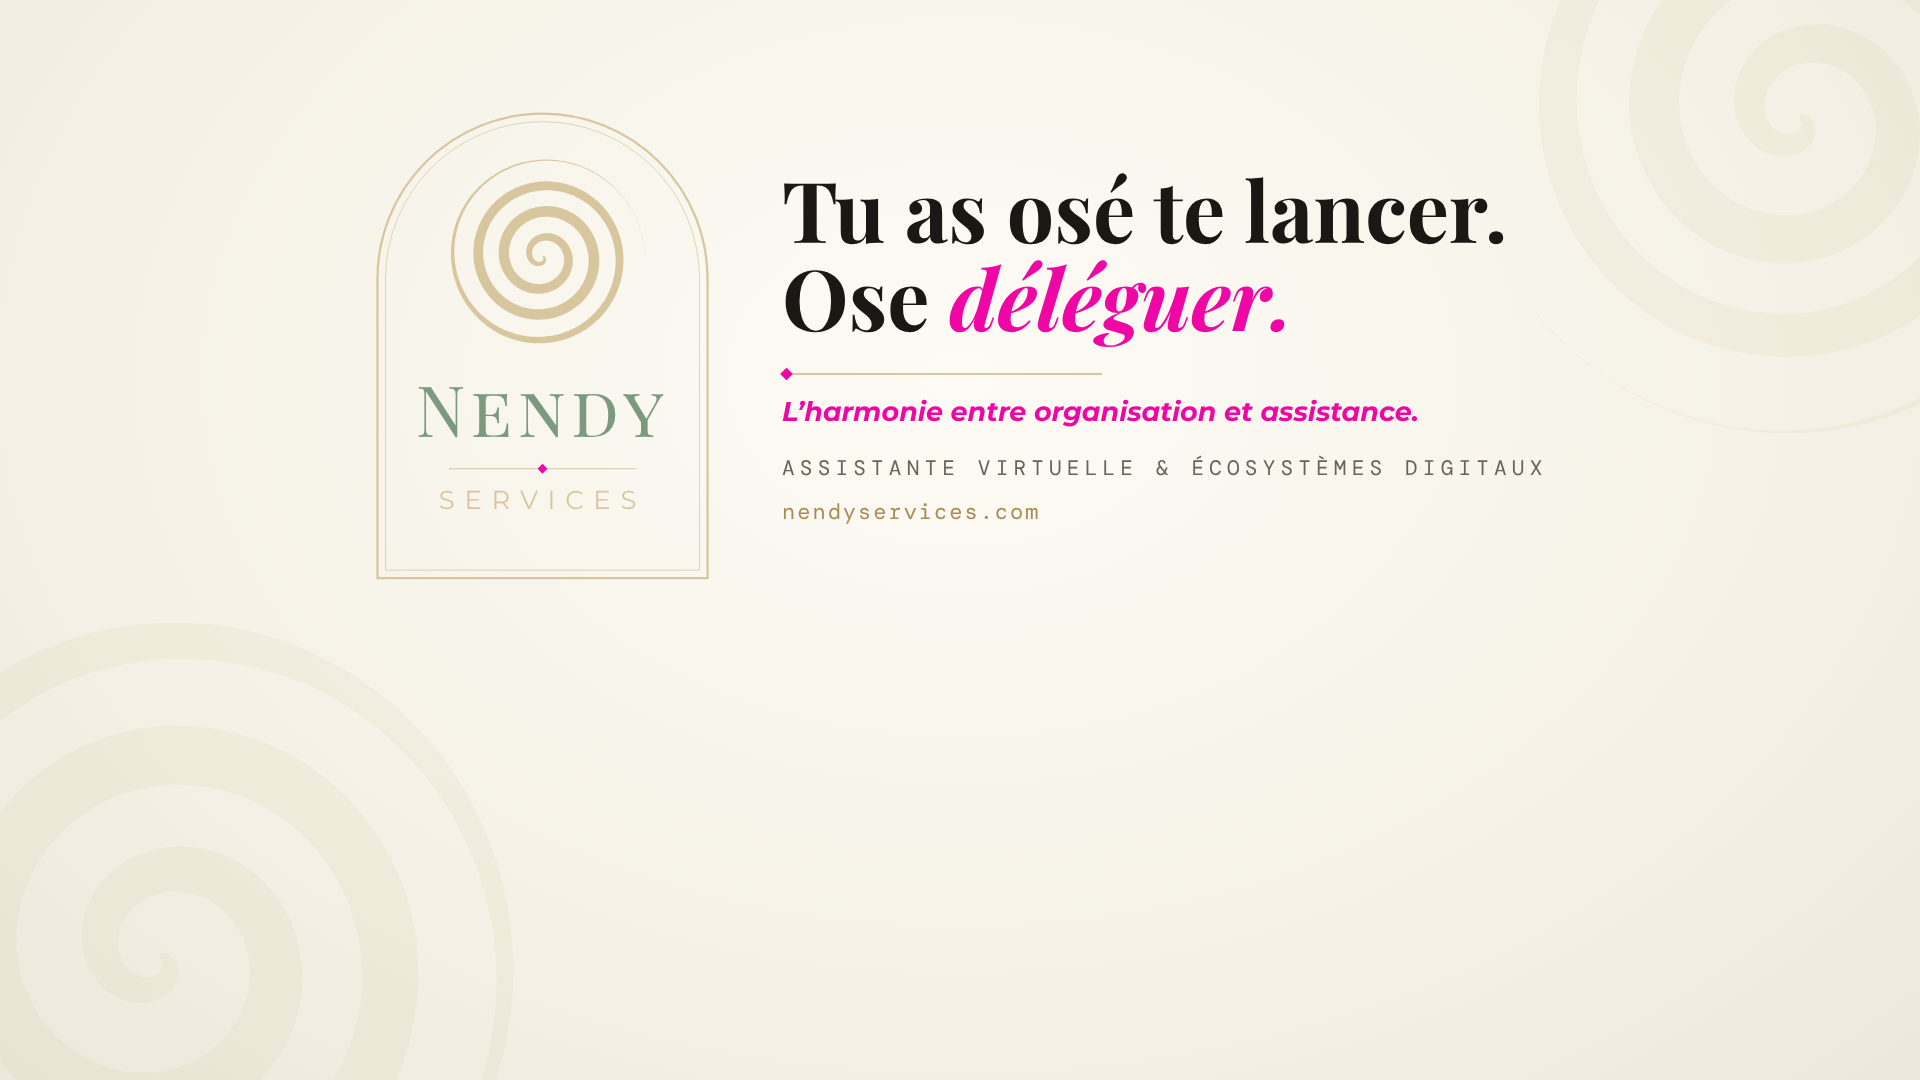 NENDY
SERVICES
Tu as osé te lancer.
Ose déléguer.
L’harmonie entre organisation et assistance.
ASSISTANTE VIRTUELLE & ÉCOSYSTÈMES DIGITAUX
nendyservices.com